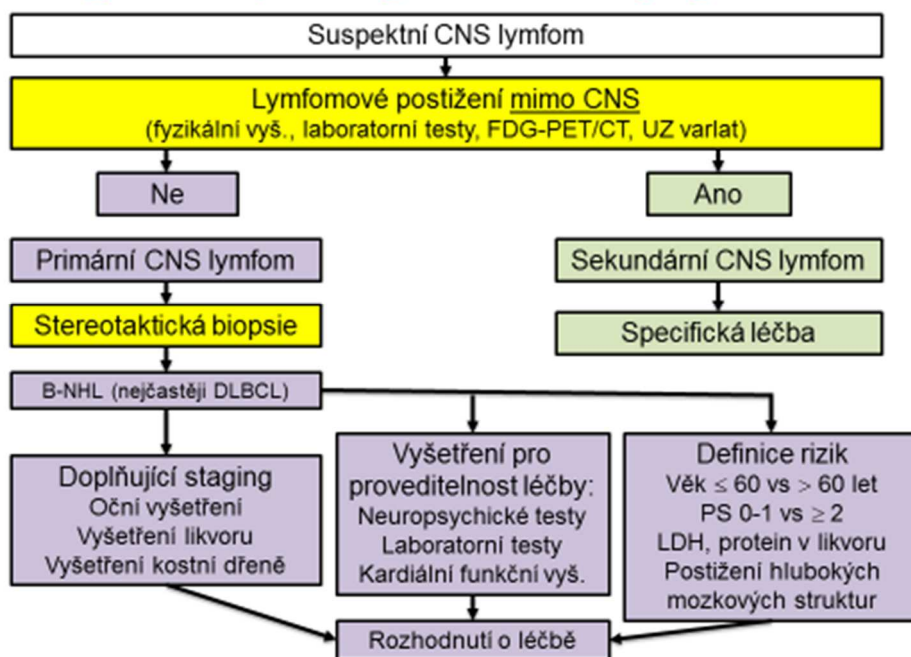 Suspektní CNS lymfom
Lymfomové postižení mimo CNS
(fyzikální vyš., laboratorní testy, FDG-PET/CT, UZ varlat)
Ne
Ano
Primární CNS lymfom
Sekundární CNS lymfom
Stereotaktická biopsie
Specifická léčba
B-NHL (nejčastěji DLBCL)
Doplňující staging
Oční vyšetření
Vyšetření likvoru
Vyšetření kostní dřeně
Vyšetření pro
proveditelnost léčby:
Neuropsychické testy
Laboratorní testy
Kardiální funkční vyš.
Definice rizik
Věk ≤ 60 vs > 60 let
PS 0-1 vs ≥ 2
LDH, protein v likvoru
Postižení hlubokých
mozkových struktur
Rozhodnutí o léčbě